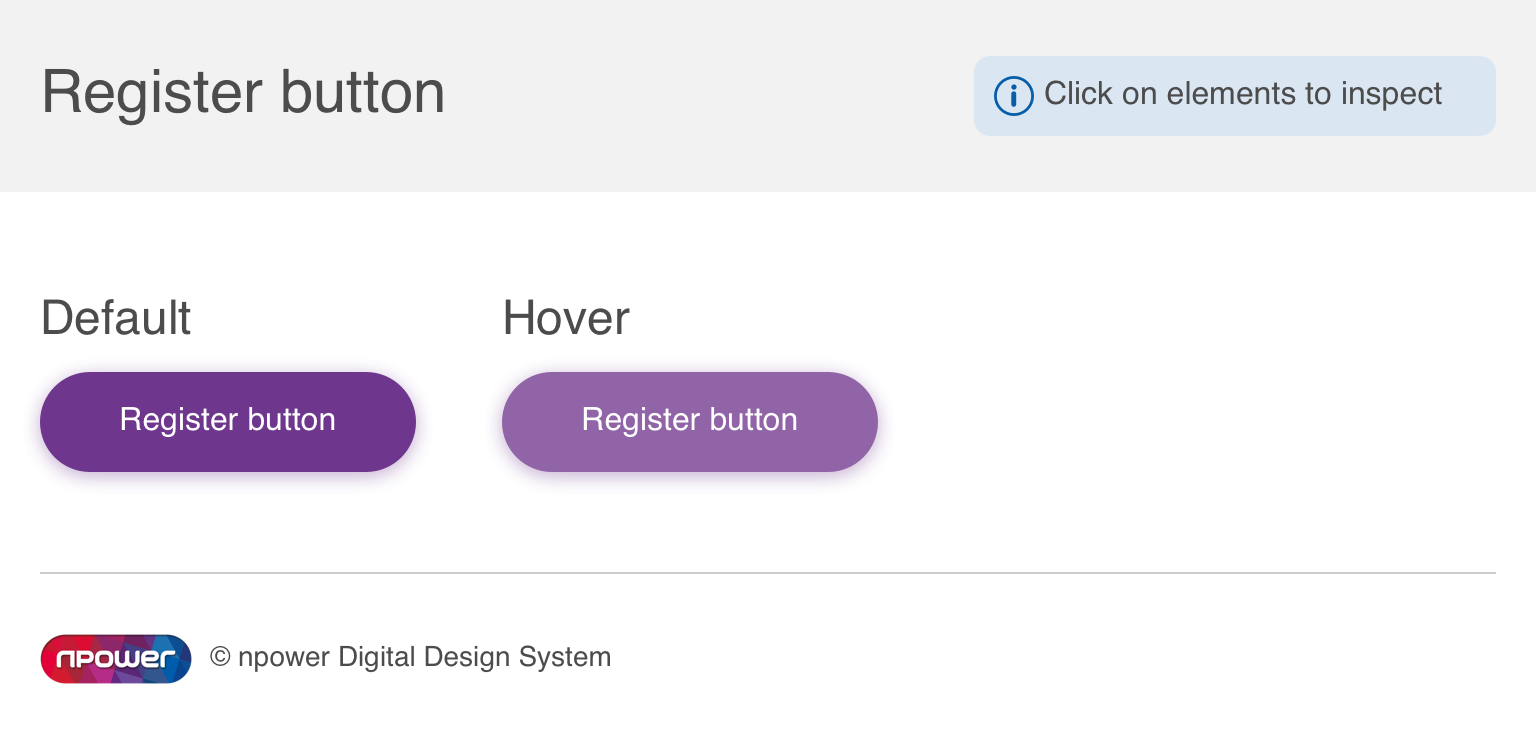 Register button
Click on elements to inspect
Default
Hover
Register button
Register button
npower
© npower Digital Design System